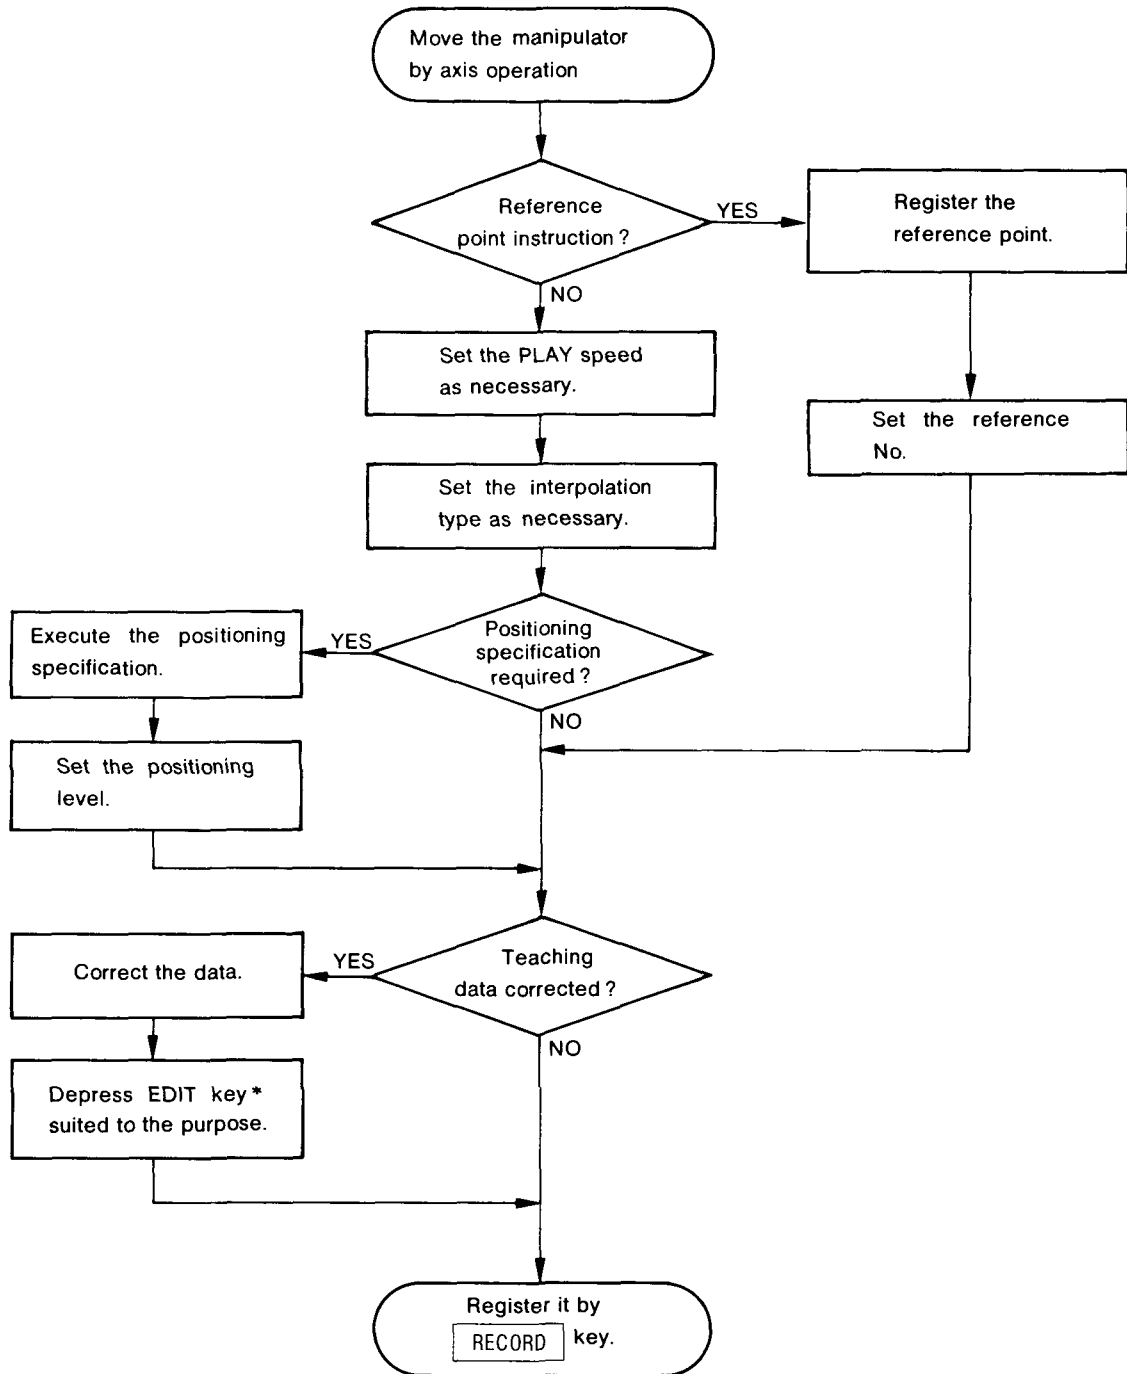 Move the manipulator
by axis operation
Reference
point instruction ?
YES
Register the
reference point.
NO
Set the PLAY speed
as necessary.
Set the reference
No.
Set the interpolation
type as necessary.
Positioning
specification
required ?
YES
Execute the positioning
specification.
NO
Set the positioning
level.
Teaching
data corrected ?
YES
Correct the data.
NO
Depress EDIT key *
suited to the purpose.
Register it by
RECORD key.